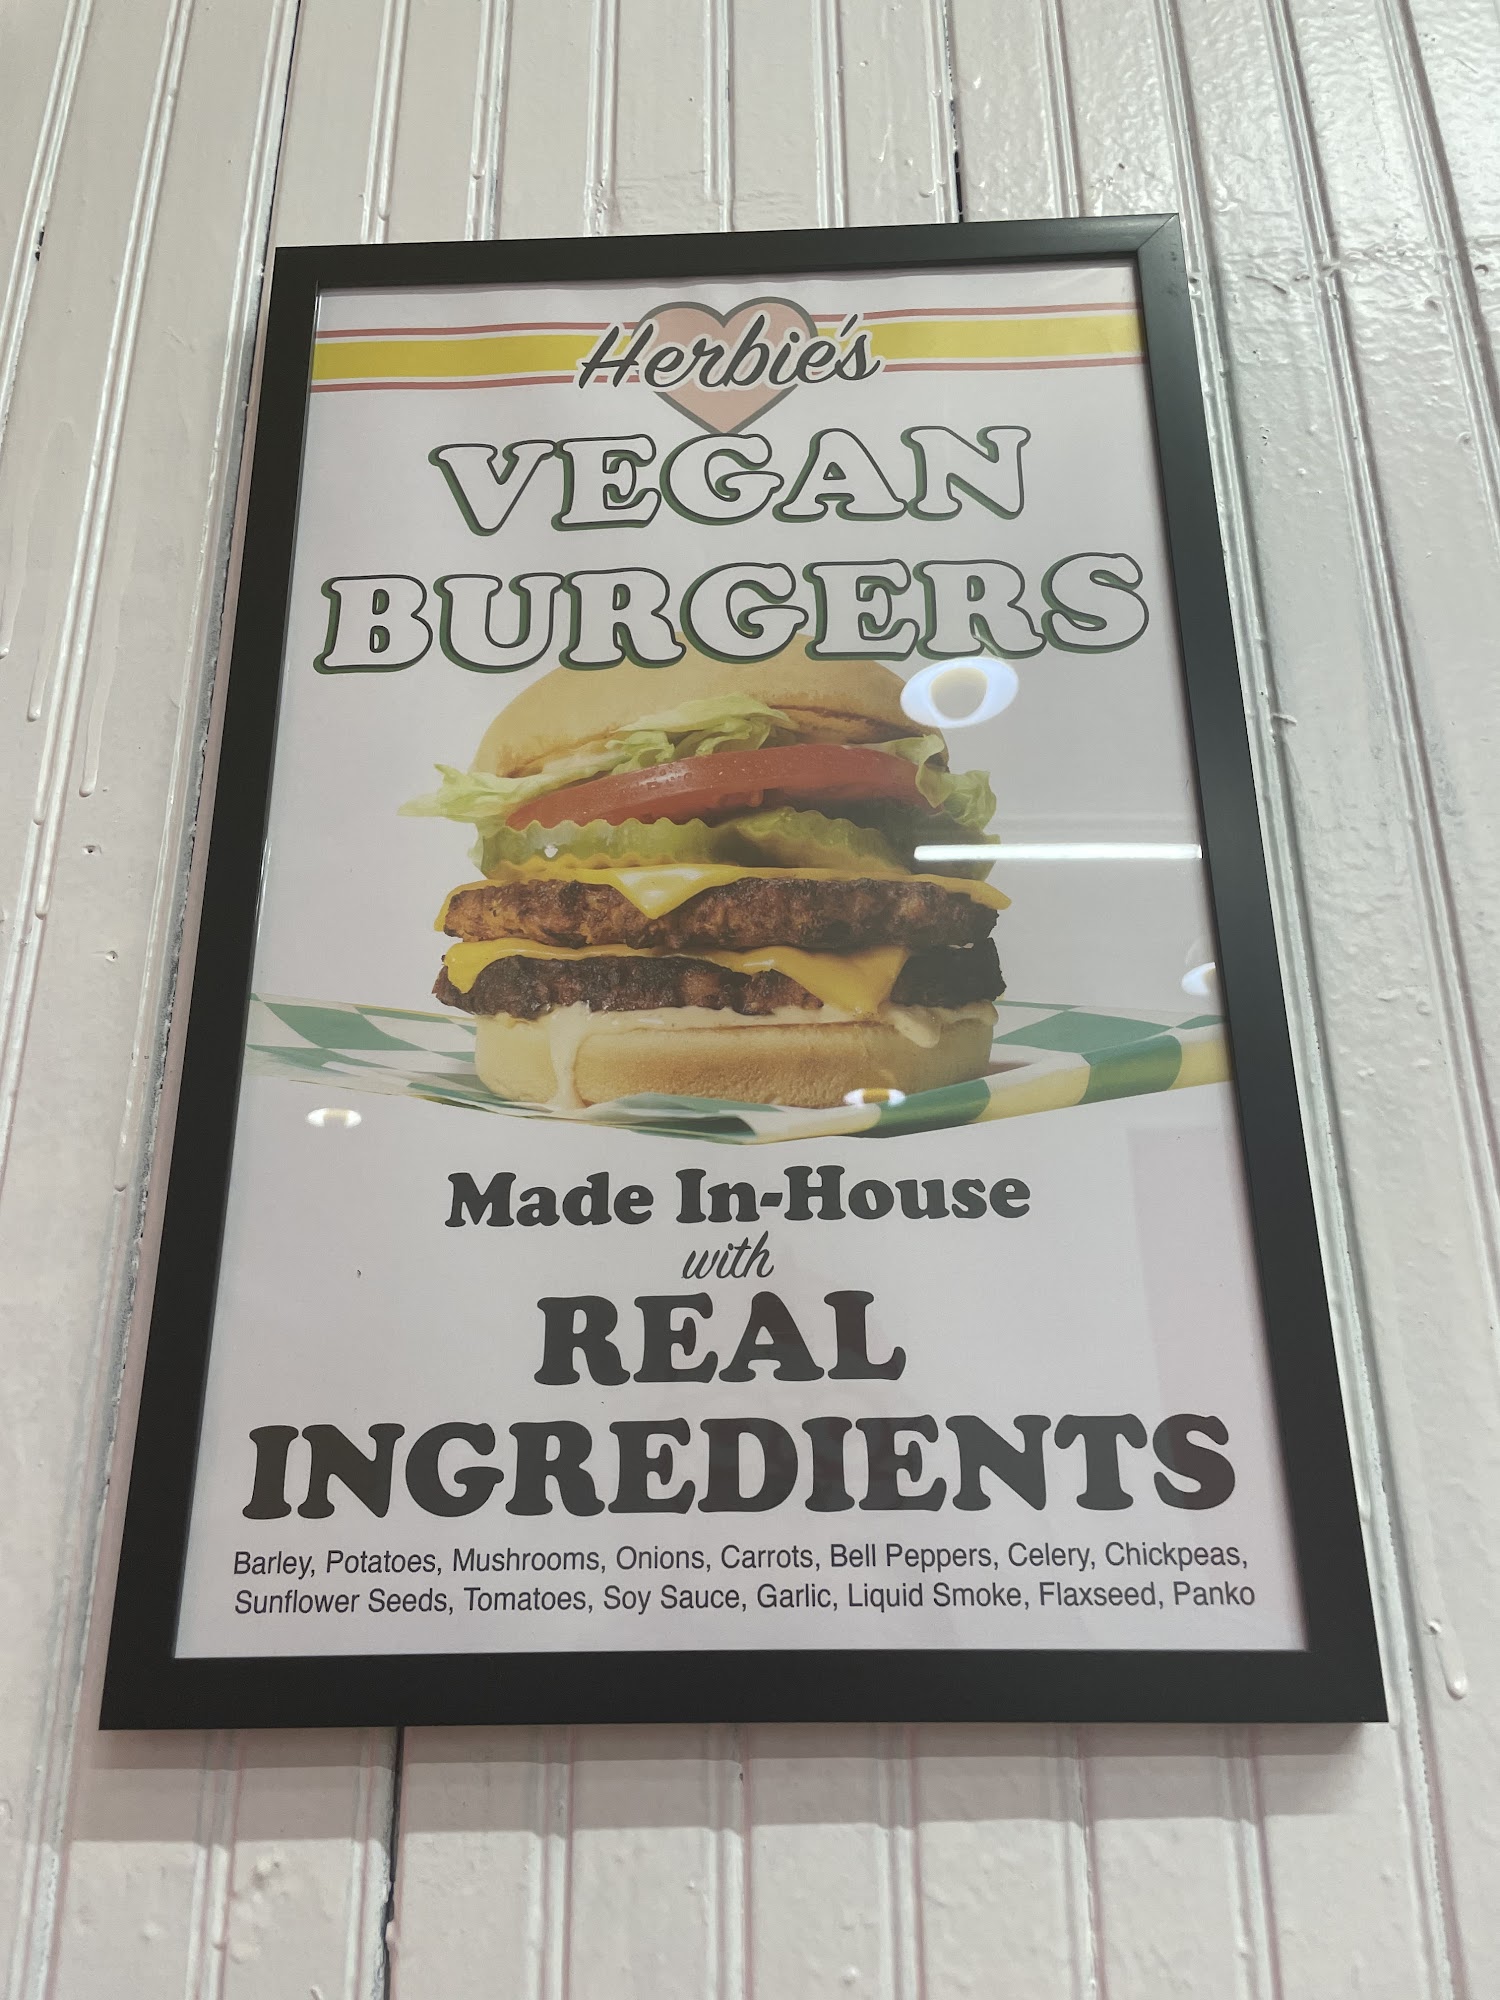 Herbie's
VEGAN
BURGERS
Made In-House
with
REAL
INGREDIENTS
Barley, Potatoes, Mushrooms, Onions, Carrots, Bell Peppers, Celery, Chickpeas,
Sunflower Seeds, Tomatoes, Soy Sauce, Garlic, Liquid Smoke, Flaxseed, Panko